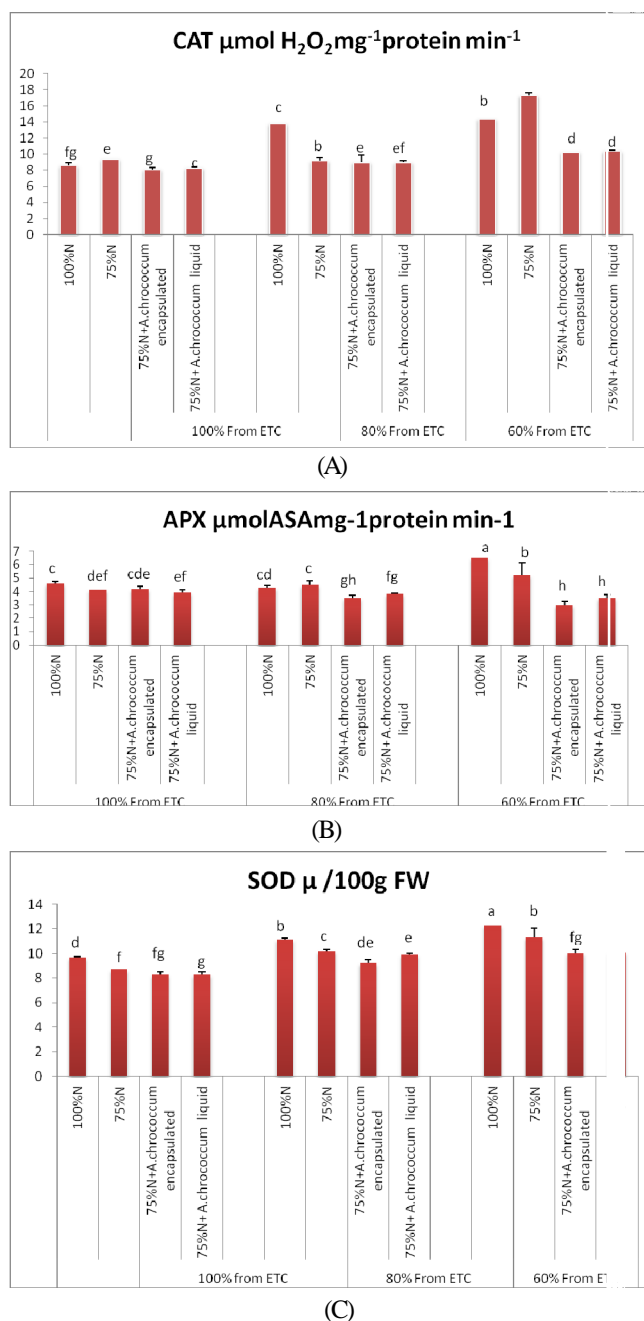 CAT µmol H₂O₂mg⁻¹protein min⁻¹
20
18
16
14
12
10
8
6
4
2
0
fg e g c c b e ef b d d
100%N
75%N
75%N+A.chrococcum encapsulated
75%N+ A.chrococcum liquid
100%N
75%N
75%N+A.chrococcum encapsulated
75%N+ A.chrococcum liquid
100%N
75%N
75%N+A.chrococcum encapsulated
75%N+ A.chrococcum liquid
100% From ETC 80% From ETC 60% From ETC
(A)
APX µmolASAmg-1protein min-1
7
6
5
4
3
2
1
0
c def cde ef cd c gh fg a b h h
100%N
75%N
75%N+A.chrococcum encapsulated
75%N+ A.chrococcum liquid
100%N
75%N
75%N+A.chrococcum encapsulated
75%N+ A.chrococcum liquid
100%N
75%N
75%N+A.chrococcum encapsulated
75%N+ A.chrococcum liquid
100% From ETC 80% From ETC 60% From ETC
(B)
SOD µ /100g FW
14
12
10
8
6
4
2
0
d f fg g b c de e a b fg
100%N
75%N
75%N+A.chrococcum encapsulated
75%N+ A.chrococcum liquid
100%N
75%N
75%N+A.chrococcum encapsulated
75%N+ A.chrococcum liquid
100%N
75%N
75%N+A.chrococcum encapsulated
100% from ETC 80% From ETC 60% From
(C)